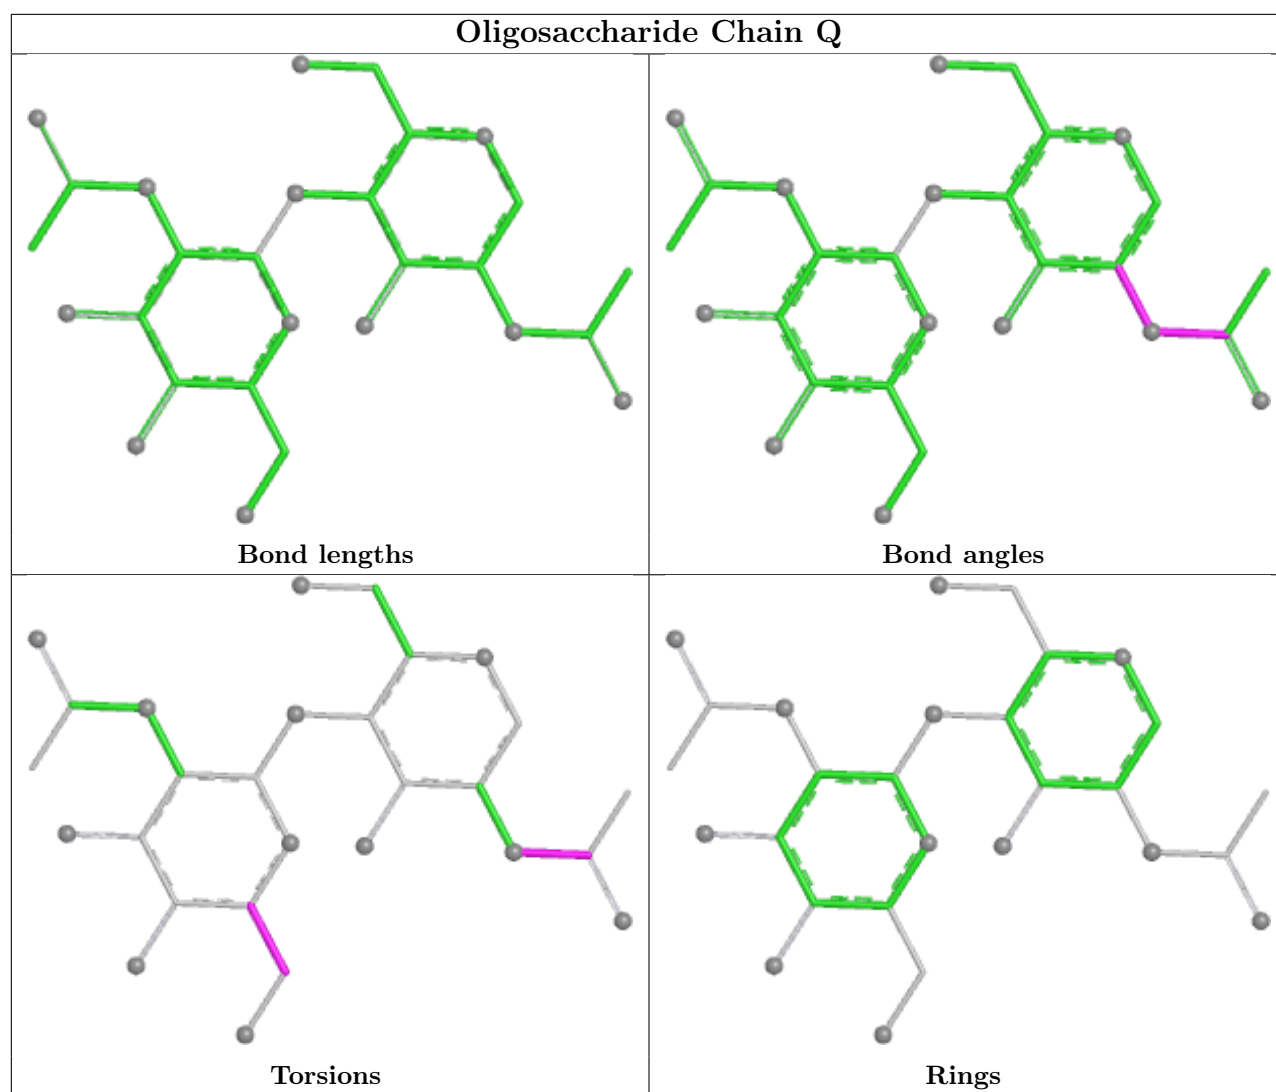 Oligosaccharide Chain Q
Bond lengths
Bond angles
Torsions
Rings